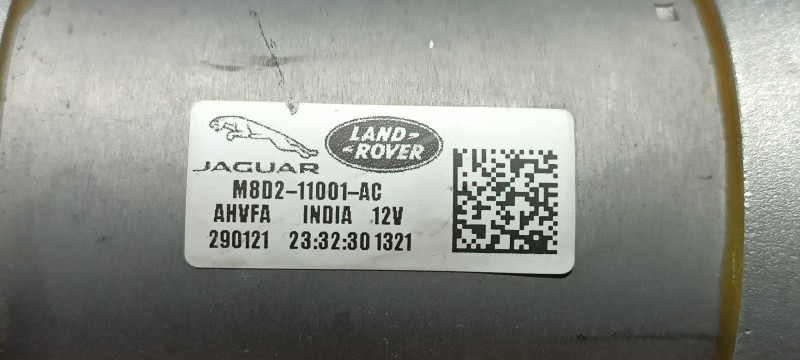 JAGUAR
LAND-
-ROVER
M8D2-11001-AC
AHVFA INDIA 12V
290121 23:32:30 1321